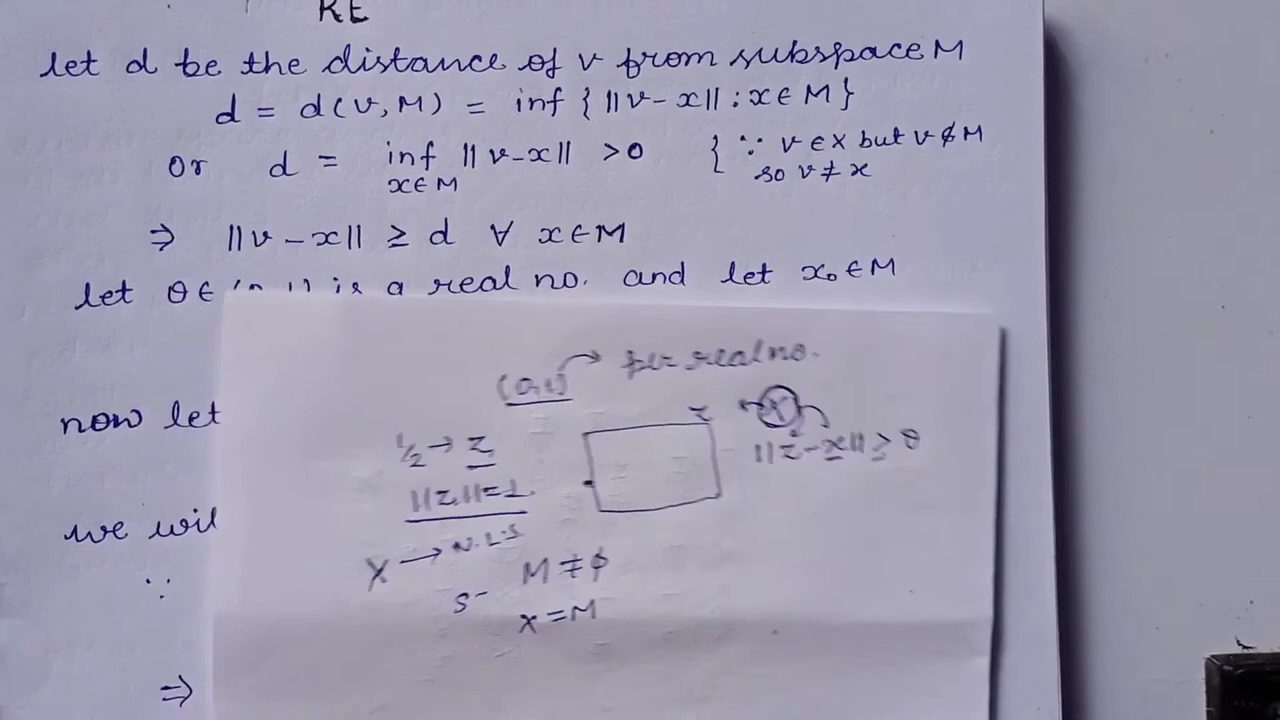 let d be the distance of v from subspace M
d = d(v, M) = inf { ||v - x|| : x ∈ M }
Or d = inf ||v-x|| > 0 { ∵ v ∈ X but v ∉ M
x∈M so v ≠ x
⇒ ||v - x|| ≥ d ∀ x ∈ M
let θ ∈ is a real no. and let x₀ ∈ M
(0,1) → real no.
now let
z
1/2 → z
||z - x|| ≥ θ
||z||=1
we wil
X → N.L.S
∵
M ≠ φ
S-
X = M
⇒